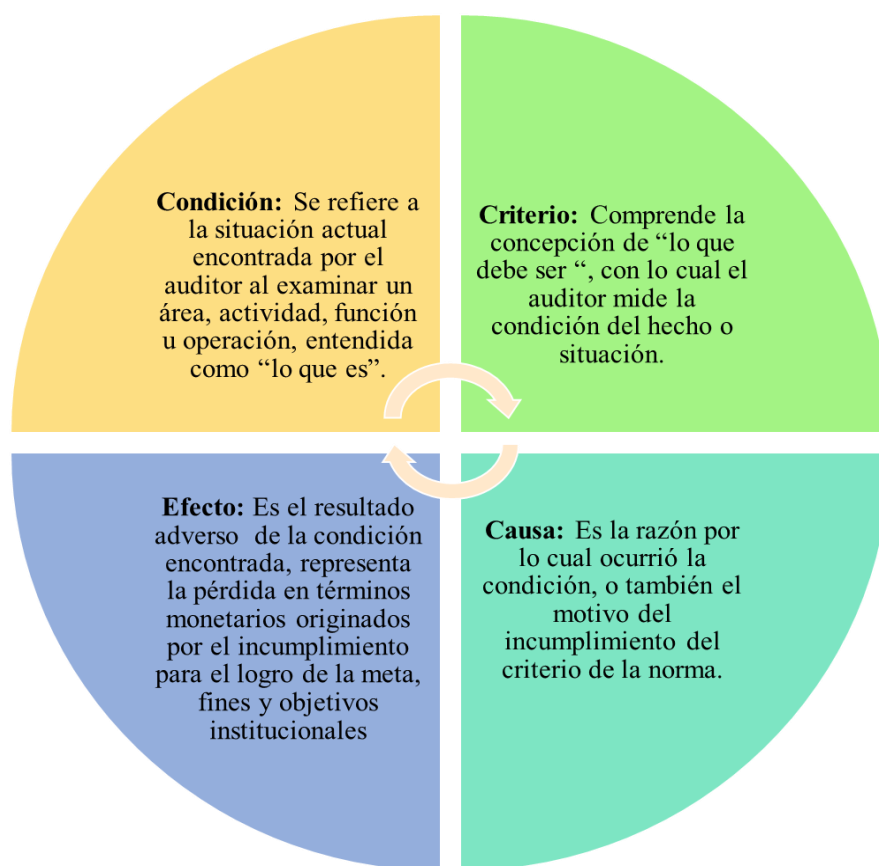 Condición: Se refiere a
la situación actual
encontrada por el
auditor al examinar un
área, actividad, función
u operación, entendida
como “lo que es”.
Criterio: Comprende la
concepción de “lo que
debe ser “, con lo cual el
auditor mide la
condición del hecho o
situación.
Efecto: Es el resultado
adverso de la condición
encontrada, representa
la pérdida en términos
monetarios originados
por el incumplimiento
para el logro de la meta,
fines y objetivos
institucionales
Causa: Es la razón por
lo cual ocurrió la
condición, o también el
motivo del
incumplimiento del
criterio de la norma.